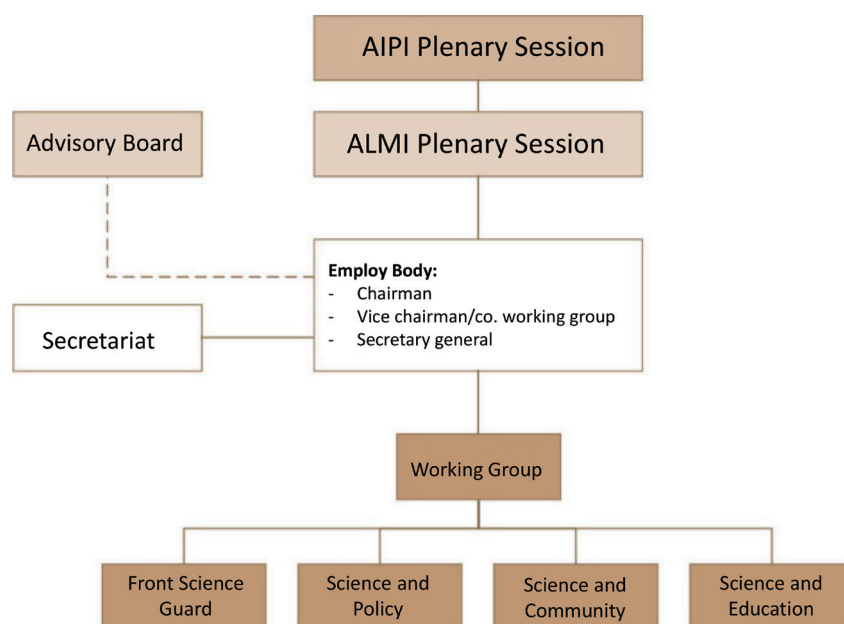 AIPI Plenary Session
Advisory Board
ALMI Plenary Session
Employ Body:
- Chairman
- Vice chairman/co. working group
- Secretary general
Secretariat
Working Group
Front Science
Guard
Science and
Policy
Science and
Community
Science and
Education